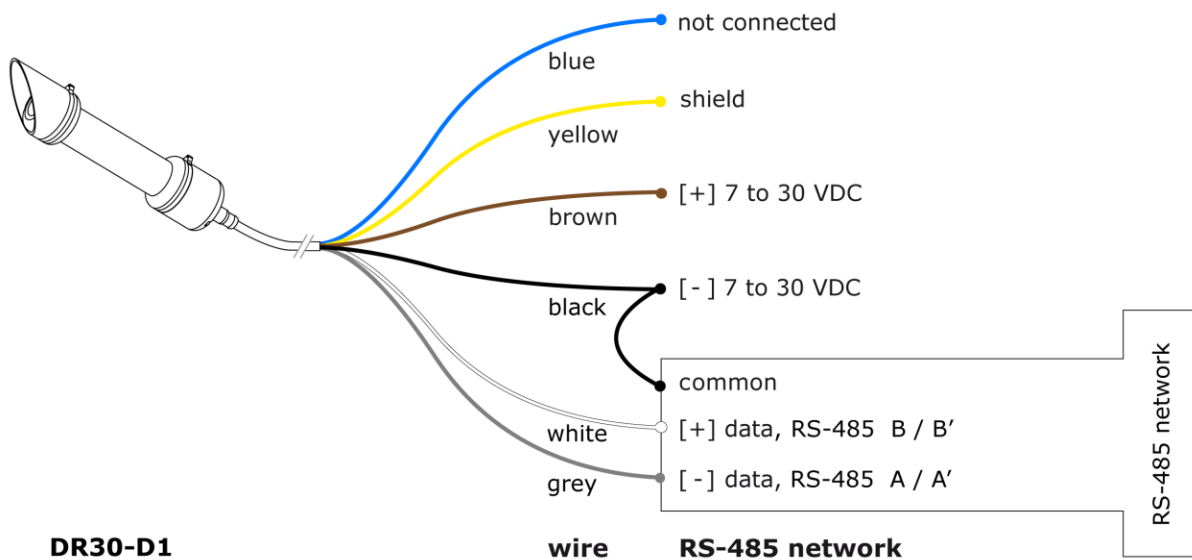 not connected
blue
shield
yellow
[+] 7 to 30 VDC
brown
[-] 7 to 30 VDC
black
common
[+] data, RS-485 B / B’
white
[-] data, RS-485 A / A’
grey
RS-485 network
DR30-D1 wire RS-485 network